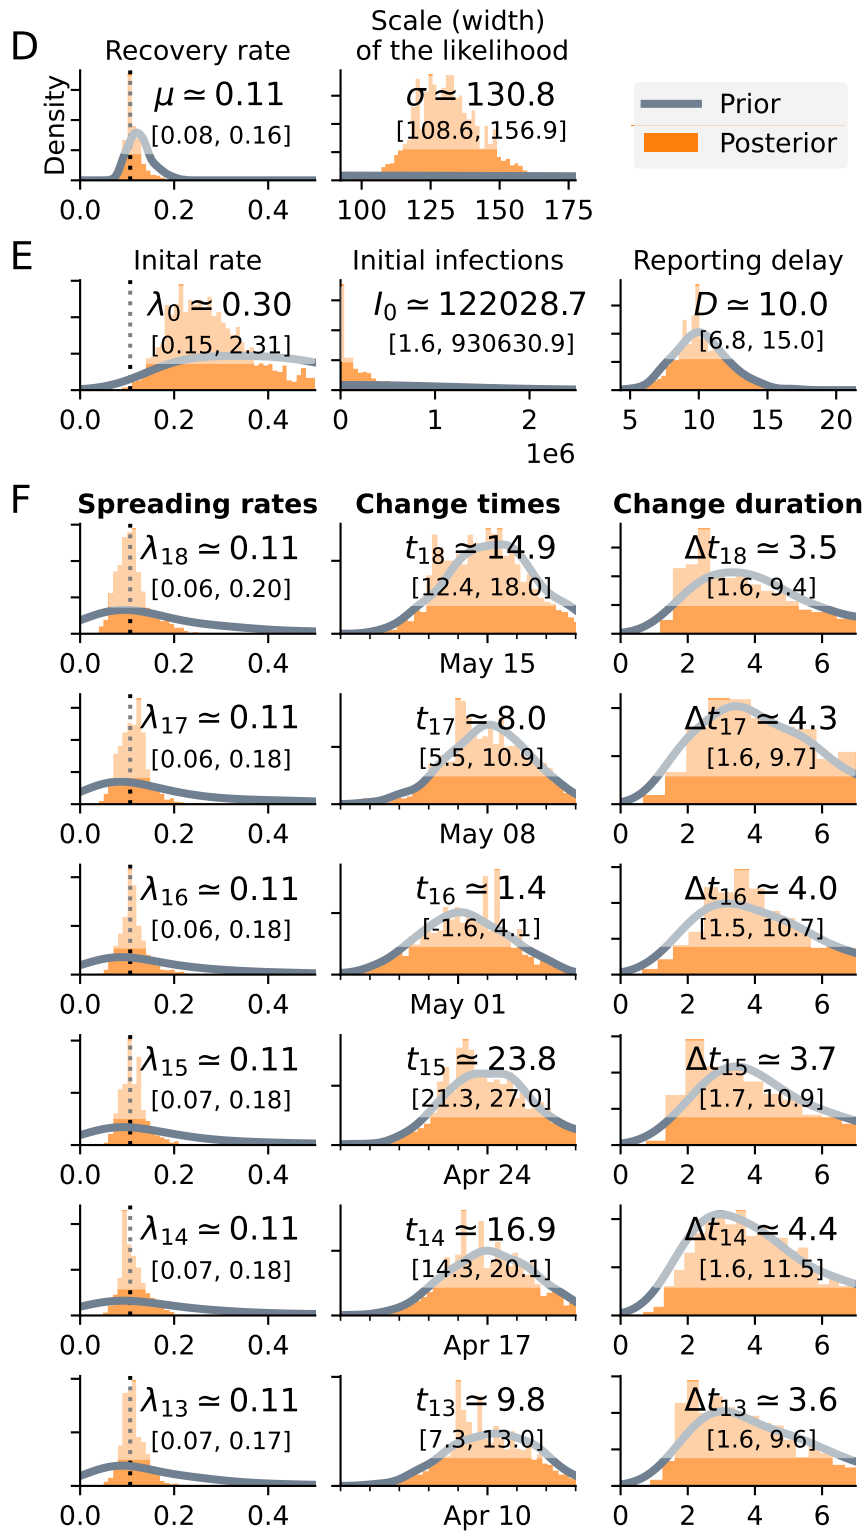 D
Recovery rate
Density
μ ≃ 0.11
[0.08, 0.16]
0.0 0.2 0.4
Scale (width)
of the likelihood
σ ≃ 130.8
[108.6, 156.9]
100 125 150 175
Prior
Posterior
E
Inital rate
λ0 ≃ 0.30
[0.15, 2.31]
0.0 0.2 0.4
Initial infections
I0 ≃ 122028.7
[1.6, 930630.9]
0 1 2
1e6
Reporting delay
D ≃ 10.0
[6.8, 15.0]
5 10 15 20
F
Spreading rates Change times Change duration
λ18 ≃ 0.11
[0.06, 0.20]
0.0 0.2 0.4
t18 ≃ 14.9
[12.4, 18.0]
May 15
Δt18 ≃ 3.5
[1.6, 9.4]
0 2 4 6
λ17 ≃ 0.11
[0.06, 0.18]
0.0 0.2 0.4
t17 ≃ 8.0
[5.5, 10.9]
May 08
Δt17 ≃ 4.3
[1.6, 9.7]
0 2 4 6
λ16 ≃ 0.11
[0.06, 0.18]
0.0 0.2 0.4
t16 ≃ 1.4
[-1.6, 4.1]
May 01
Δt16 ≃ 4.0
[1.5, 10.7]
0 2 4 6
λ15 ≃ 0.11
[0.07, 0.18]
0.0 0.2 0.4
t15 ≃ 23.8
[21.3, 27.0]
Apr 24
Δt15 ≃ 3.7
[1.7, 10.9]
0 2 4 6
λ14 ≃ 0.11
[0.07, 0.18]
0.0 0.2 0.4
t14 ≃ 16.9
[14.3, 20.1]
Apr 17
Δt14 ≃ 4.4
[1.6, 11.5]
0 2 4 6
λ13 ≃ 0.11
[0.07, 0.17]
0.0 0.2 0.4
t13 ≃ 9.8
[7.3, 13.0]
Apr 10
Δt13 ≃ 3.6
[1.6, 9.6]
0 2 4 6